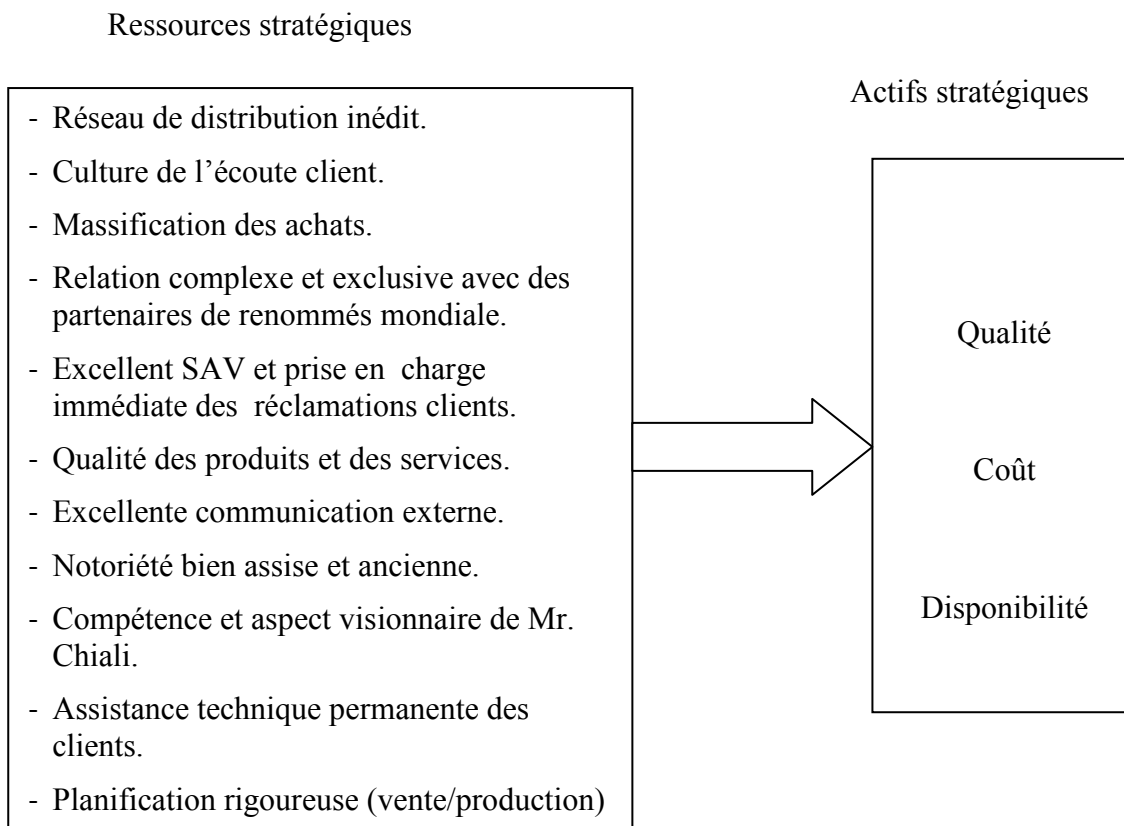 Ressources stratégiques
- Réseau de distribution inédit.
- Culture de l’écoute client.
- Massification des achats.
- Relation complexe et exclusive avec des
partenaires de renommés mondiale.
- Excellent SAV et prise en charge
immédiate des réclamations clients.
- Qualité des produits et des services.
- Excellente communication externe.
- Notoriété bien assise et ancienne.
- Compétence et aspect visionnaire de Mr.
Chiali.
- Assistance technique permanente des
clients.
- Planification rigoureuse (vente/production)
Actifs stratégiques
Qualité
Coût
Disponibilité